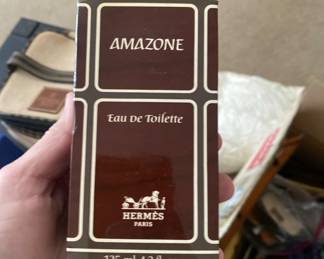 AMAZONE
Eau De Toilette
HERMÈS
PARIS